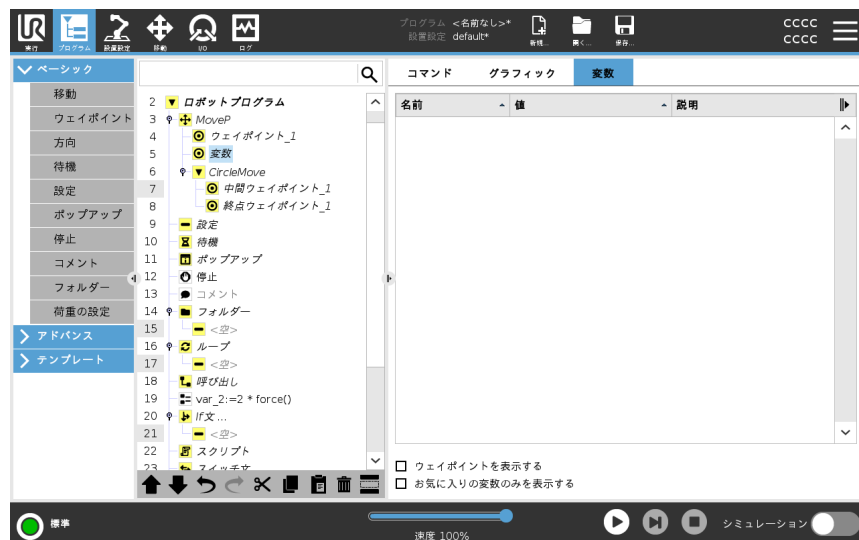 UR
実行
プログラム
設置設定
移動
I/O
ログ
プログラム <名前なし>*
設置設定 default*
新規...
開く...
保存...
cccc
cccc
ベーシック
移動
ウェイポイント
方向
待機
設定
ポップアップ
停止
コメント
フォルダー
荷重の設定
アドバンス
テンプレート
2 ロボットプログラム
3 MoveP
4 ウェイポイント_1
5 変数
6 CircleMove
7 中間ウェイポイント_1
8 終点ウェイポイント_1
9 設定
10 待機
11 ポップアップ
12 停止
13 コメント
14 フォルダー
15 <空>
16 ループ
17 <空>
18 呼び出し
19 var_2:=2 * force()
20 If文 ...
21 <空>
22 スクリプト
23 スイッチ文
コマンド グラフィック 変数
名前 値 説明
ウェイポイントを表示する
お気に入りの変数のみを表示する
標準
速度 100%
シミュレーション